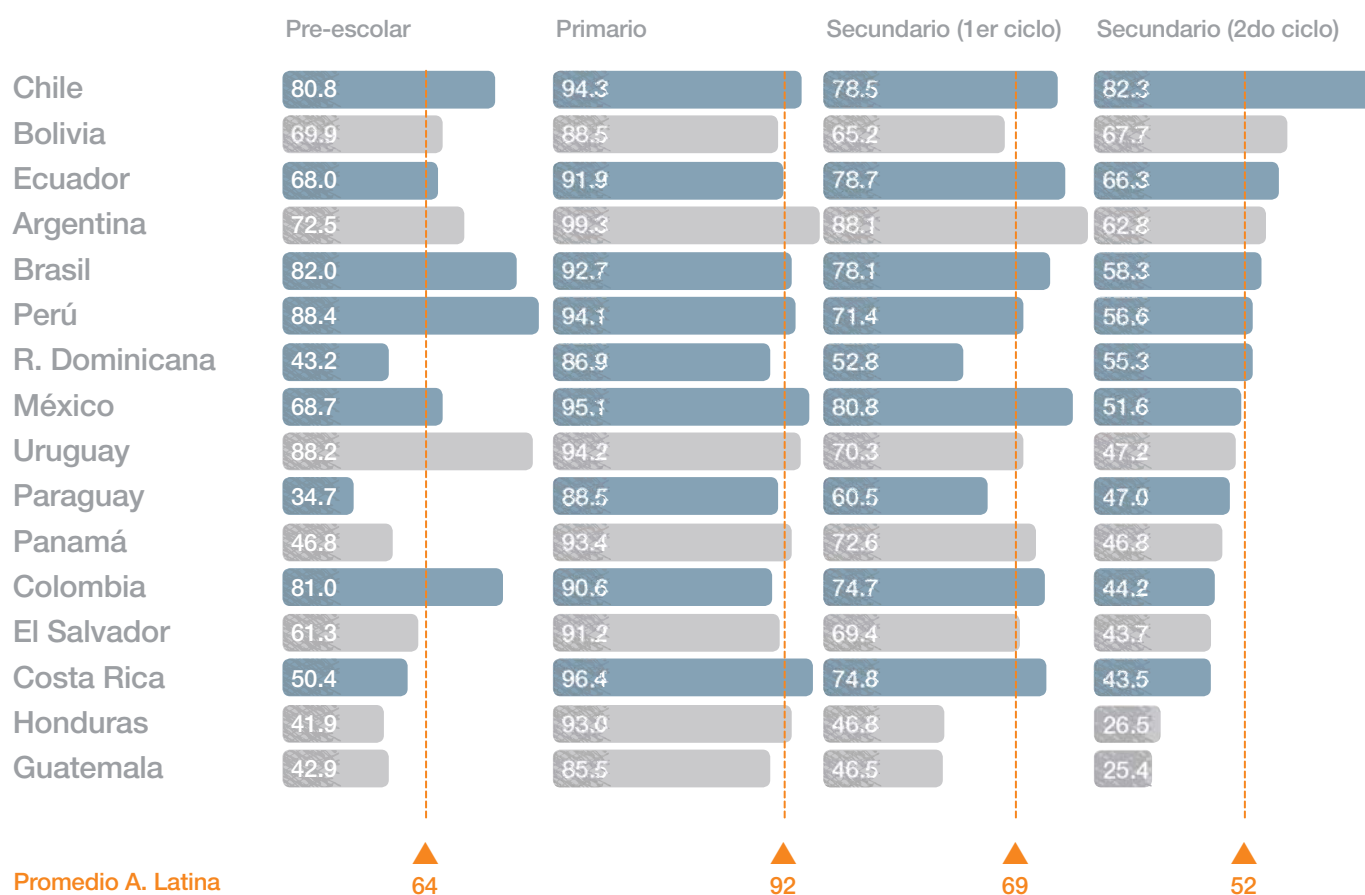 Pre-escolar Primario Secundario (1er ciclo) Secundario (2do ciclo)
Chile 80.8 94.3 78.5 82.3
Bolivia 69.9 88.5 65.2 67.7
Ecuador 68.0 91.9 78.7 66.3
Argentina 72.5 99.3 88.1 62.8
Brasil 82.0 92.7 78.1 58.3
Perú 88.4 94.1 71.4 56.6
R. Dominicana 43.2 86.9 52.8 55.3
México 68.7 95.1 80.8 51.6
Uruguay 88.2 94.2 70.3 47.2
Paraguay 34.7 88.5 60.5 47.0
Panamá 46.8 93.4 72.6 46.8
Colombia 81.0 90.6 74.7 44.2
El Salvador 61.3 91.2 69.4 43.7
Costa Rica 50.4 96.4 74.8 43.5
Honduras 41.9 93.0 46.8 26.5
Guatemala 42.9 85.5 46.5 25.4
Promedio A. Latina 64 92 69 52